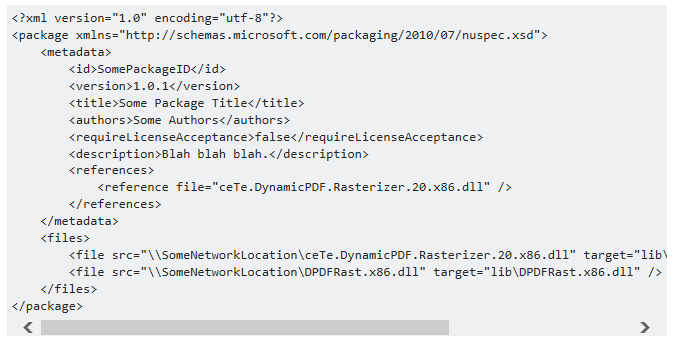 <?xml version="1.0" encoding="utf-8"?>
<package xmlns="http://schemas.microsoft.com/packaging/2010/07/nuspec.xsd">
    <metadata>
        <id>SomePackageID</id>
        <version>1.0.1</version>
        <title>Some Package Title</title>
        <authors>Some Authors</authors>
        <requireLicenseAcceptance>false</requireLicenseAcceptance>
        <description>Blah blah blah.</description>
        <references>
            <reference file="ceTe.DynamicPDF.Rasterizer.20.x86.dll" />
        </references>
    </metadata>
    <files>
        <file src="\\SomeNetworkLocation\ceTe.DynamicPDF.Rasterizer.20.x86.dll" target="lib\
        <file src="\\SomeNetworkLocation\DPDFRast.x86.dll" target="lib\DPDFRast.x86.dll" />
    </files>
</package>